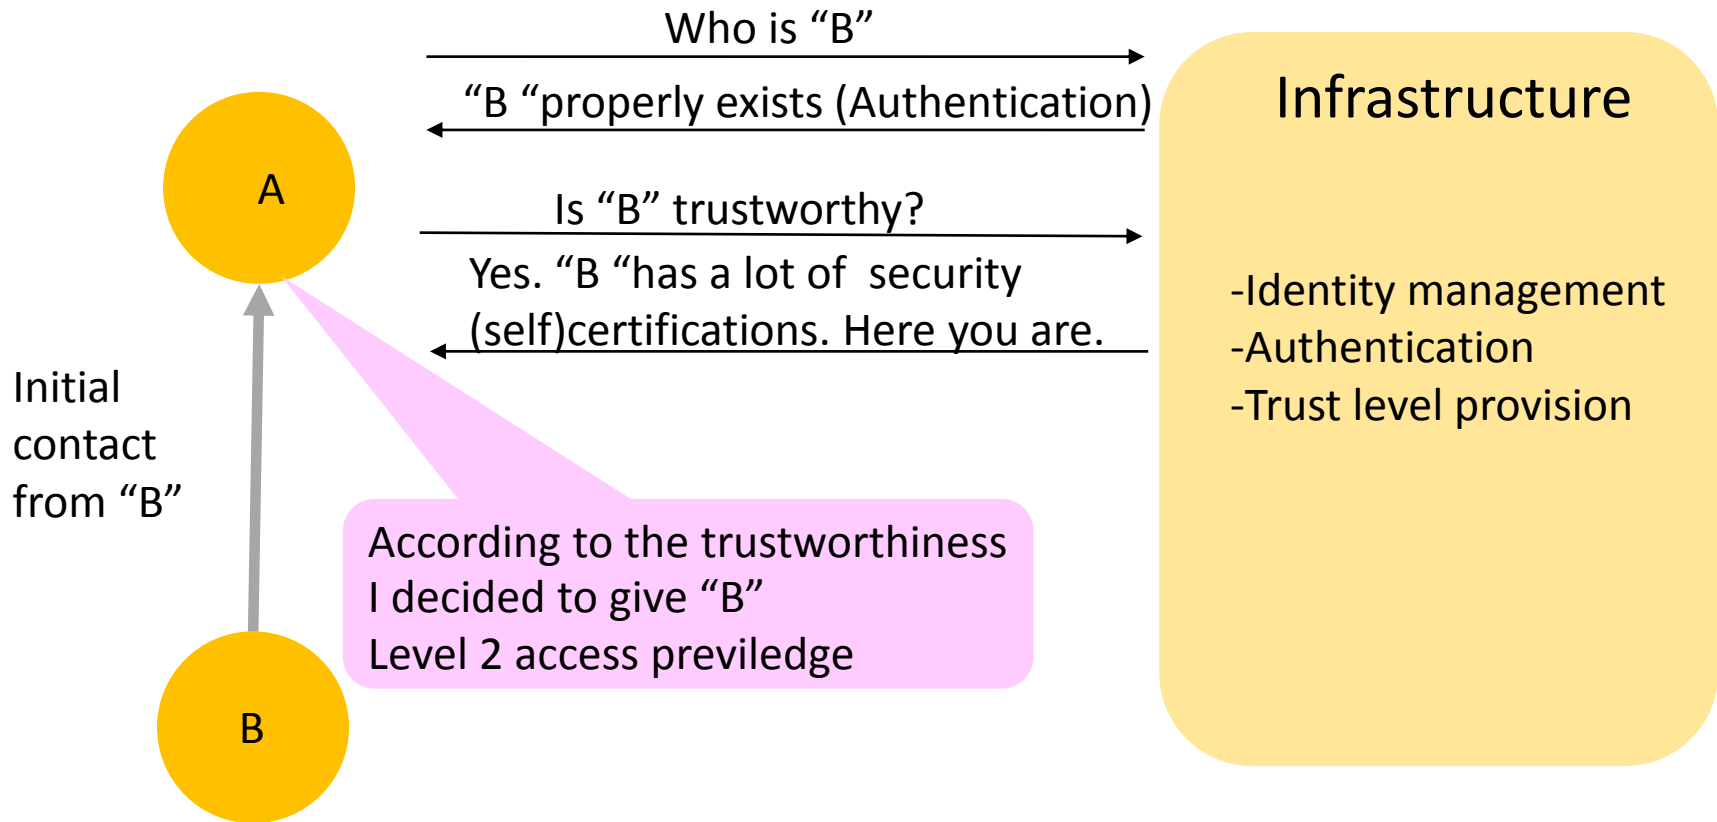 Who is “B”
“B “properly exists (Authentication)
Infrastructure
A
Is “B” trustworthy?
Yes. “B “has a lot of  security
(self)certifications. Here you are.
-Identity management
-Authentication
-Trust level provision
Initial
contact
from “B”
According to the trustworthiness
I decided to give “B”
Level 2 access previledge
B